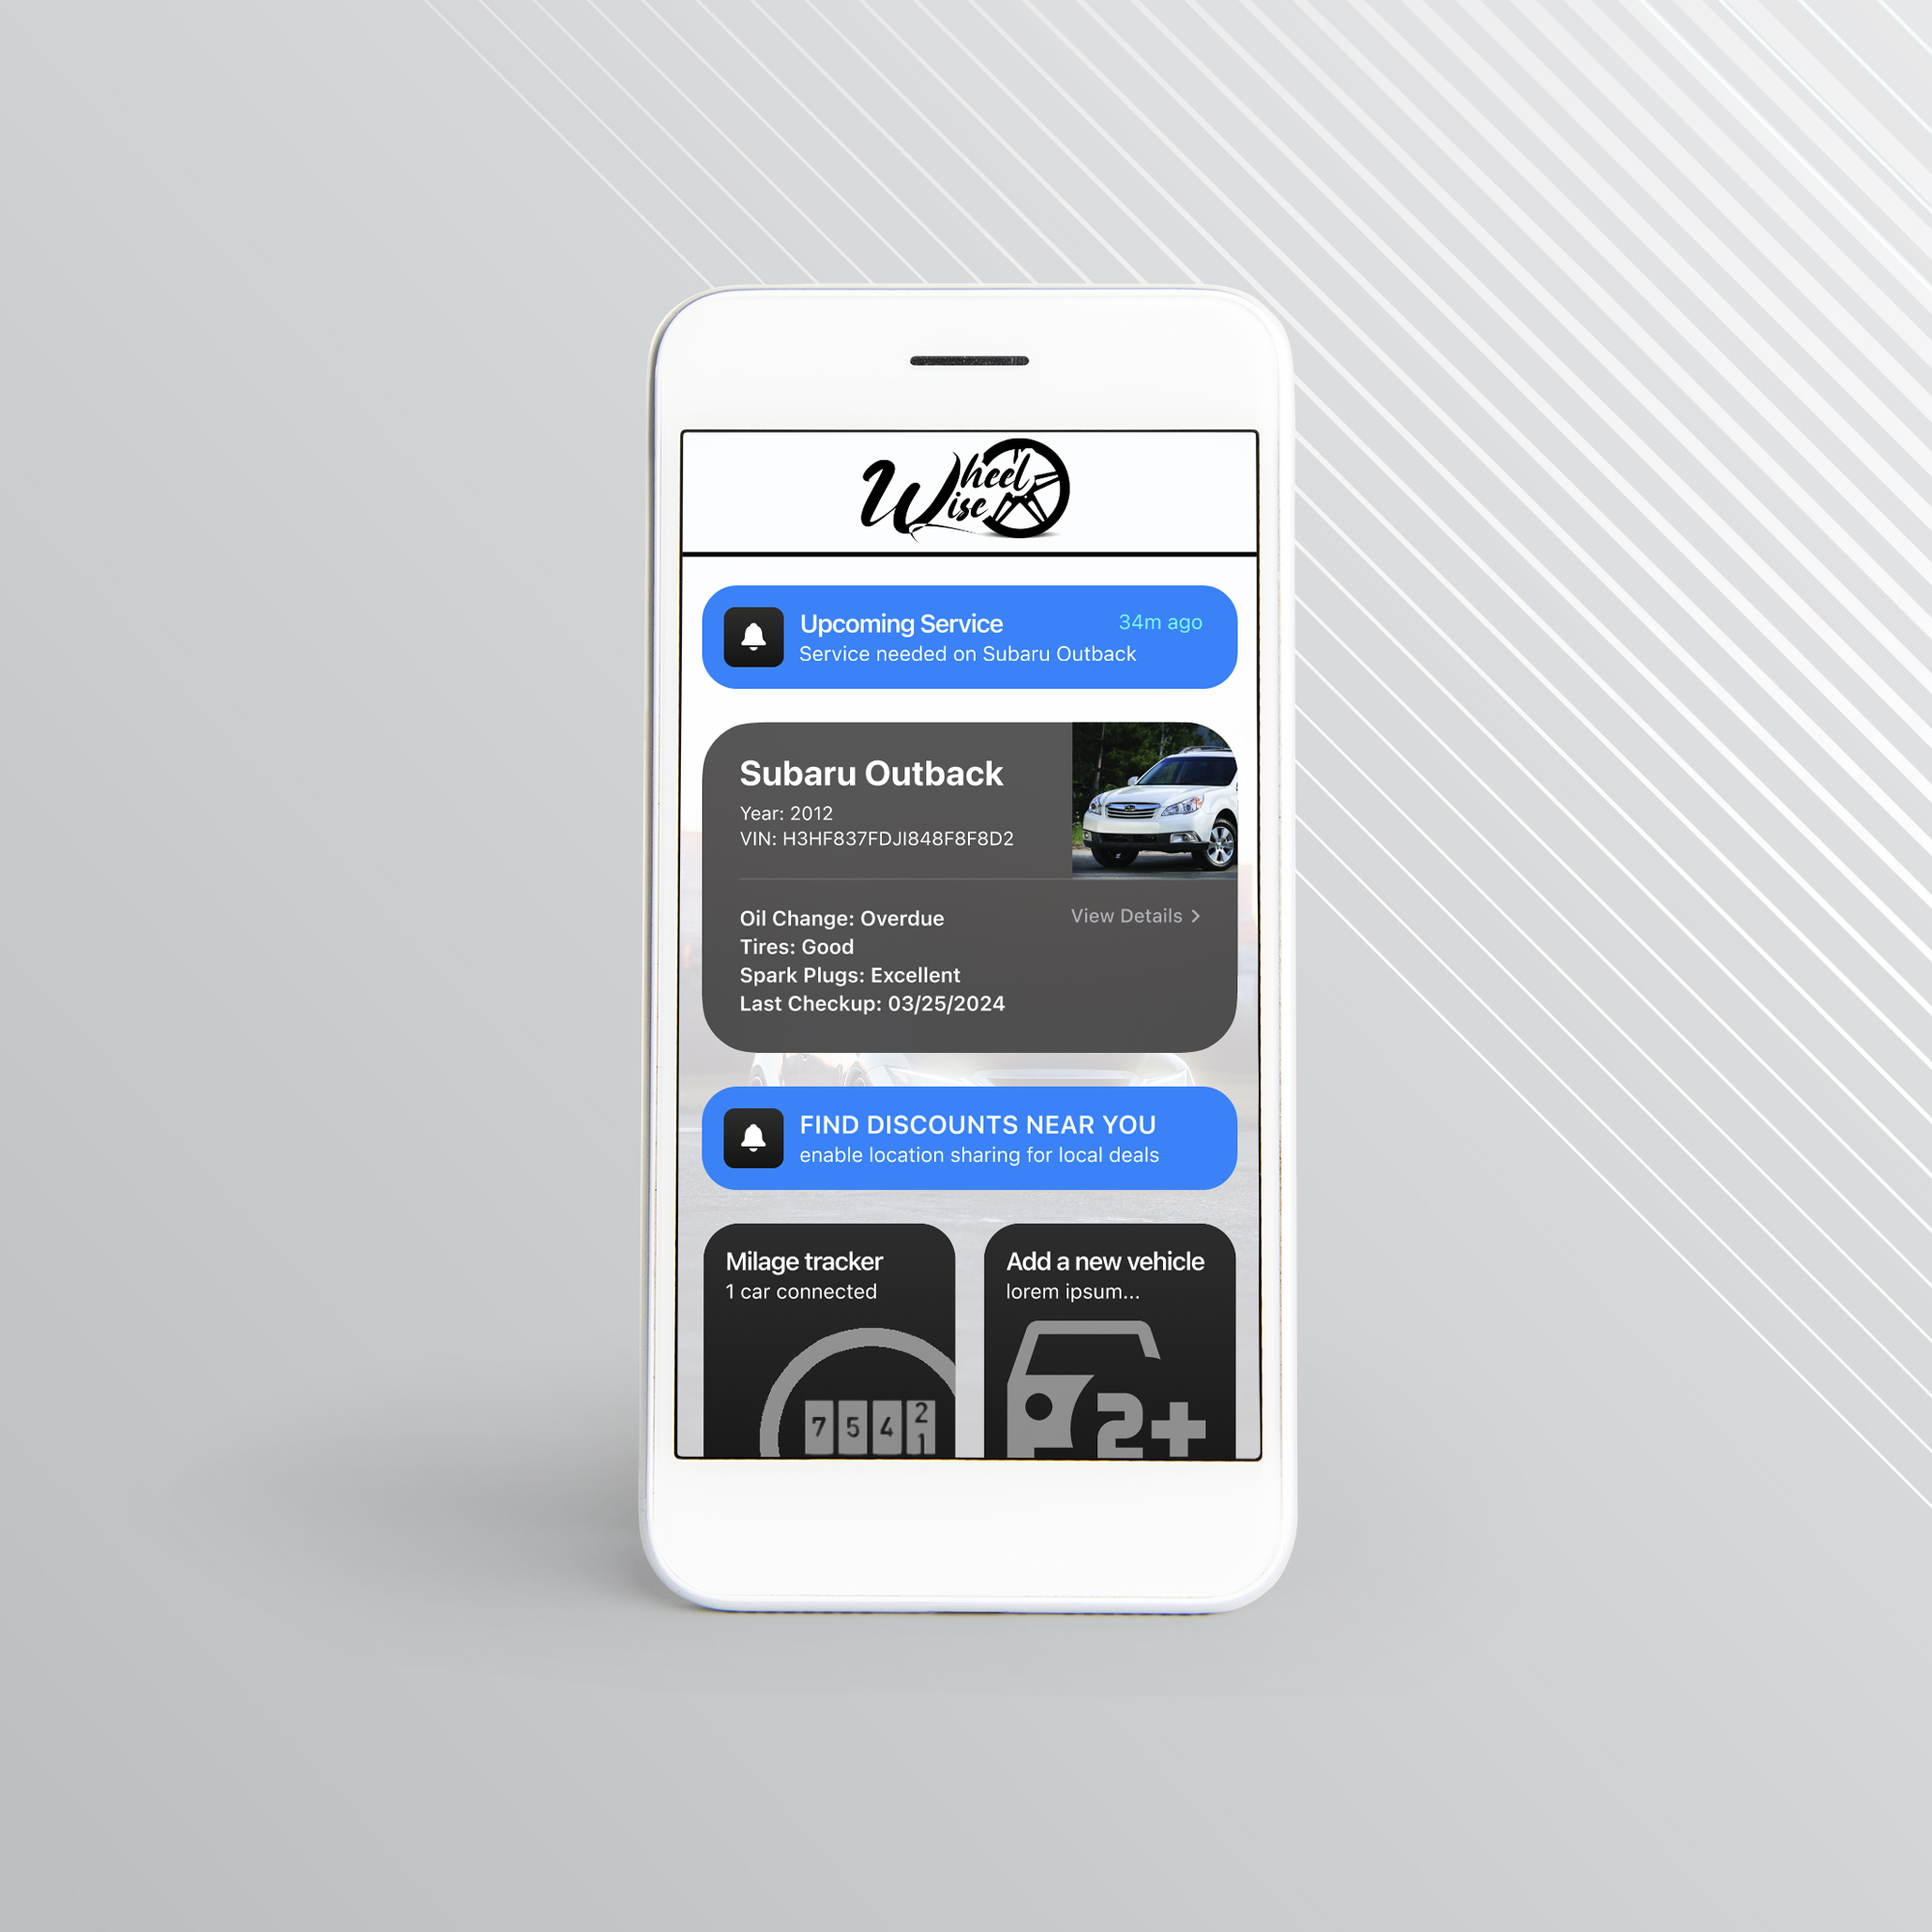 Wheel
Wise
Upcoming Service
34m ago
Service needed on Subaru Outback
Subaru Outback
Year: 2012
VIN: H3HF837FDJI848F8F8D2
Oil Change: Overdue
View Details >
Tires: Good
Spark Plugs: Excellent
Last Checkup: 03/25/2024
FIND DISCOUNTS NEAR YOU
enable location sharing for local deals
Milage tracker
1 car connected
Add a new vehicle
lorem ipsum...
7 5 4 2
1
2+